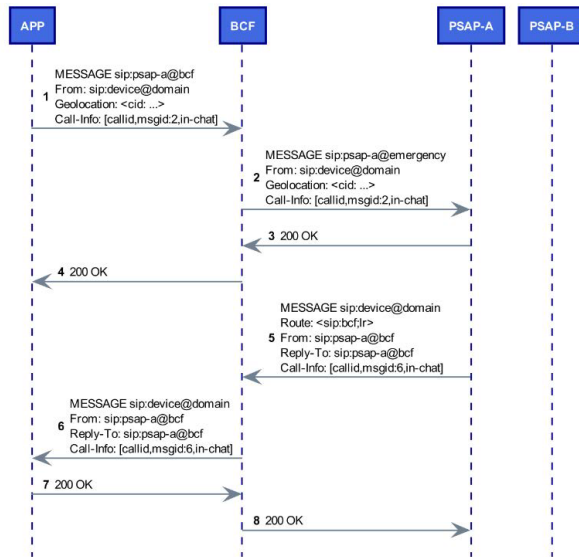 APP BCF PSAP-A PSAP-B
MESSAGE sip:psap-a@bcf
From: sip:device@domain
1 Geolocation: <cid: ...>
Call-Info: [callid,msgid:2,in-chat]
MESSAGE sip:psap-a@emergency
From: sip:device@domain
2 Geolocation: <cid: ...>
Call-Info: [callid,msgid:2,in-chat]
3 200 OK
4 200 OK
MESSAGE sip:device@domain
Route: <sip:bcf;lr>
5 From: sip:psap-a@bcf
Reply-To: sip:psap-a@bcf
Call-Info: [callid,msgid:6,in-chat]
MESSAGE sip:device@domain
6 From: sip:psap-a@bcf
Reply-To: sip:psap-a@bcf
Call-Info: [callid,msgid:6,in-chat]
7 200 OK
8 200 OK